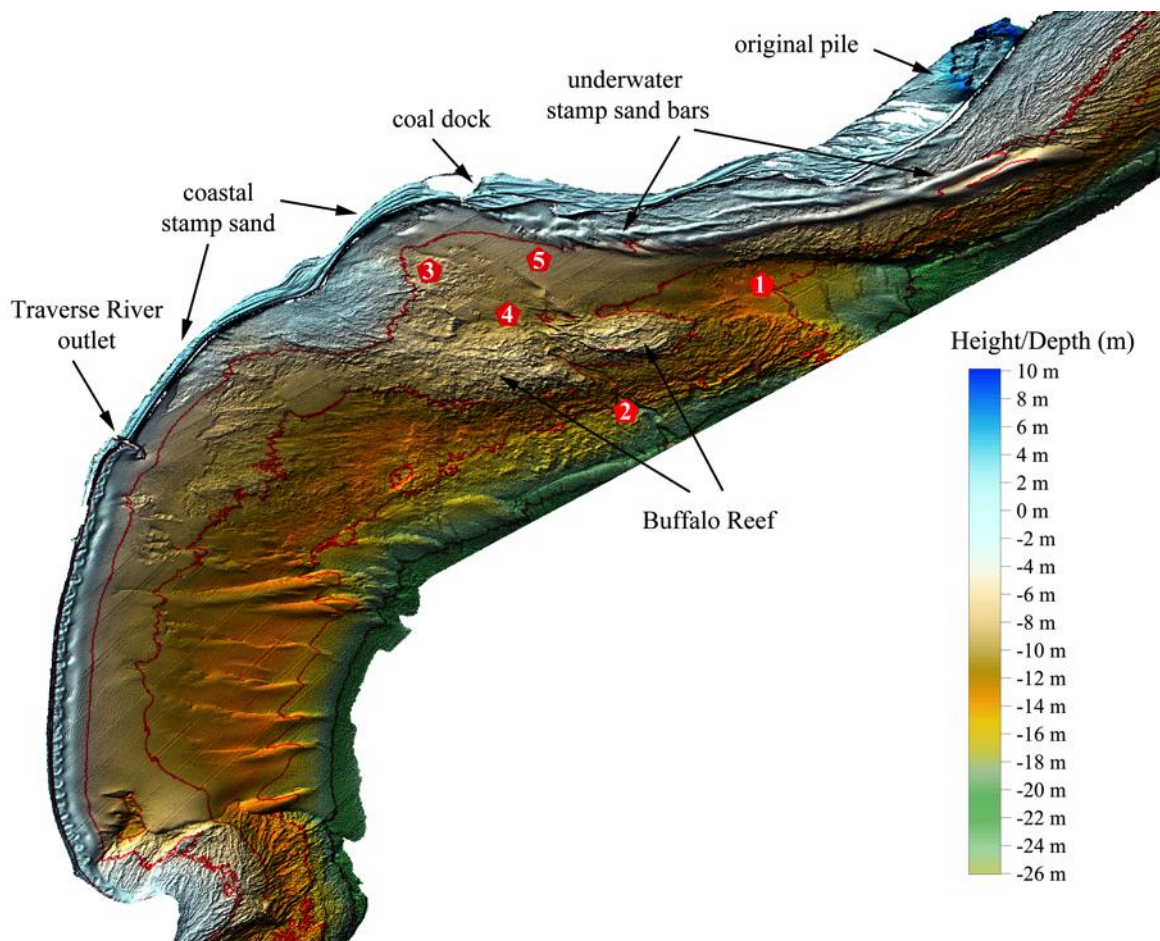 original pile
underwater
stamp sand bars
coal dock
coastal
stamp sand
Traverse River
outlet
3
5
1
4
2
Buffalo Reef
Height/Depth (m)
10 m
8 m
6 m
4 m
2 m
0 m
-2 m
-4 m
-6 m
-8 m
-10 m
-12 m
-14 m
-16 m
-18 m
-20 m
-22 m
-24 m
-26 m